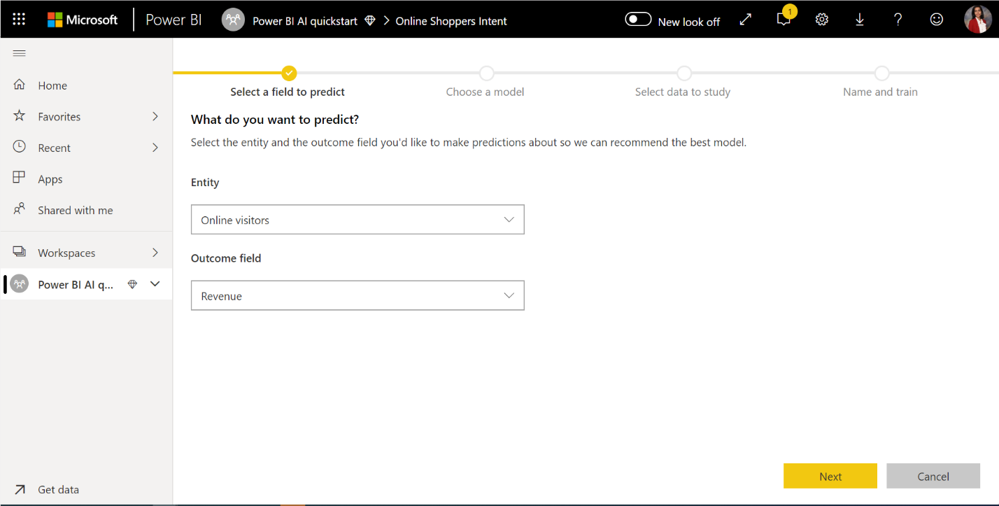 Microsoft Power BI Power BI AI quickstart > Online Shoppers Intent New look off 1 ?
Home
Favorites
Recent
Apps
Shared with me
Workspaces
Power BI AI q...
Get data
Select a field to predict Choose a model Select data to study Name and train
What do you want to predict?
Select the entity and the outcome field you'd like to make predictions about so we can recommend the best model.
Entity
Online visitors
Outcome field
Revenue
Next Cancel